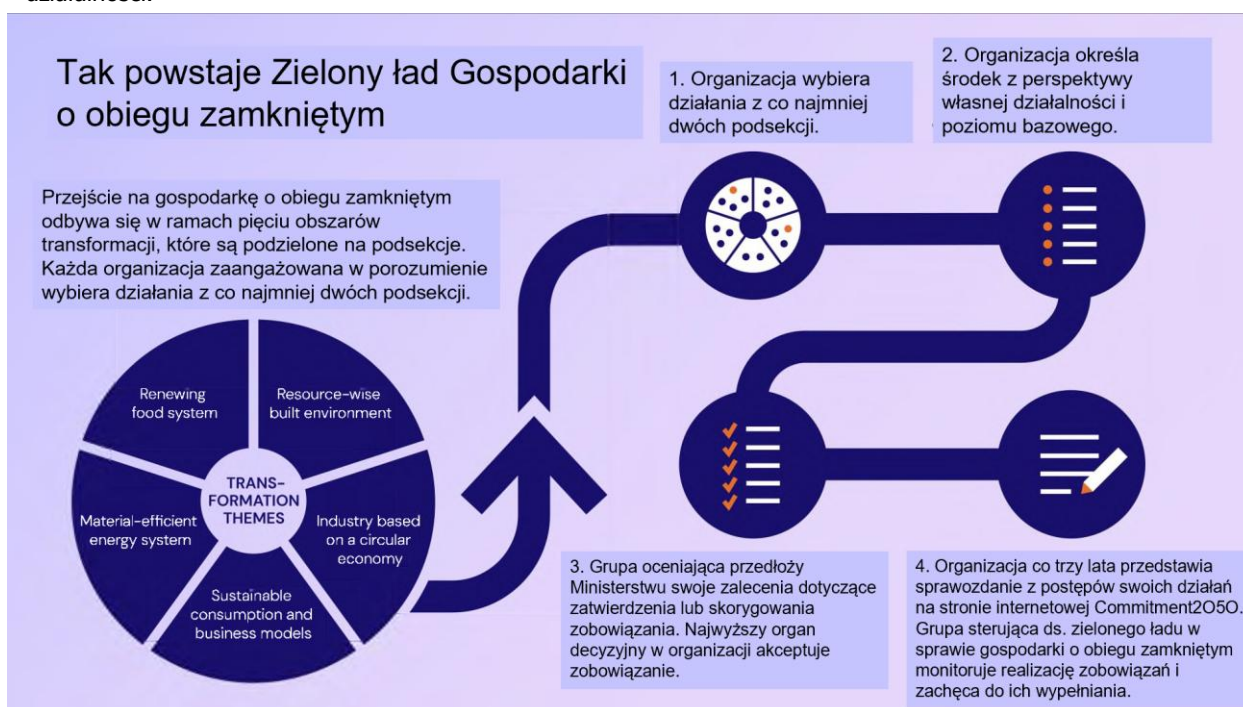 działalności.
Tak powstaje Zielony ład Gospodarki
o obiegu zamkniętym
Przejście na gospodarkę o obiegu zamkniętym
odbywa się w ramach pięciu obszarów
transformacji, które są podzielone na podsekcje.
Każda organizacja zaangażowana w porozumienie
wybiera działania z co najmniej dwóch podsekcji.
Renewing
food system
Resource-wise
built environment
TRANS-
FORMATION
THEMES
Material-efficient
energy system
Industry based
on a circular
economy
Sustainable
consumption and
business models
1. Organizacja wybiera
działania z co najmniej
dwóch podsekcji.
2. Organizacja określa
środek z perspektywy
własnej działalności i
poziomu bazowego.
3. Grupa oceniająca przedłoży
Ministerstwu swoje zalecenia dotyczące
zatwierdzenia lub skorygowania
zobowiązania. Najwyższy organ
decyzyjny w organizacji akceptuje
zobowiązanie.
4. Organizacja co trzy lata przedstawia
sprawozdanie z postępów swoich działań
na stronie internetowej Commitment2O5O.
Grupa sterująca ds. zielonego ładu w
sprawie gospodarki o obiegu zamkniętym
monitoruje realizację zobowiązań i
zachęca do ich wypełniania.